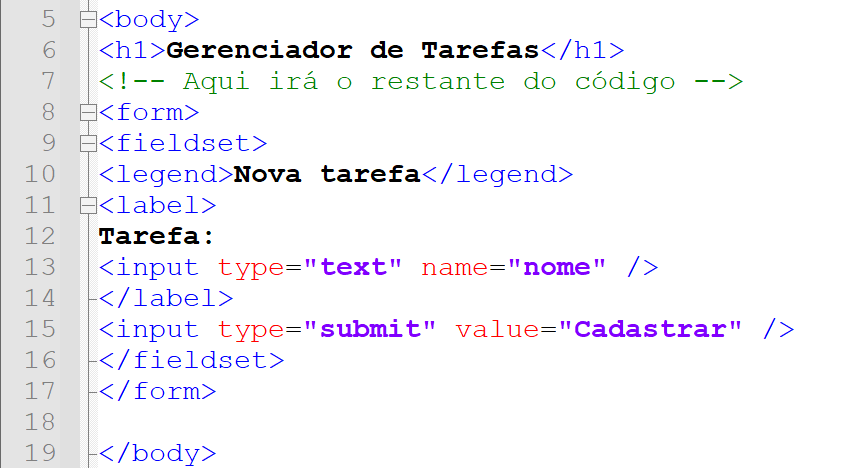 5 <body>
6 <h1>Gerenciador de Tarefas</h1>
7 <!-- Aqui irá o restante do código -->
8 <form>
9 <fieldset>
10 <legend>Nova tarefa</legend>
11 <label>
12 Tarefa:
13 <input type="text" name="nome" />
14 </label>
15 <input type="submit" value="Cadastrar" />
16 </fieldset>
17 </form>
18
19 </body>